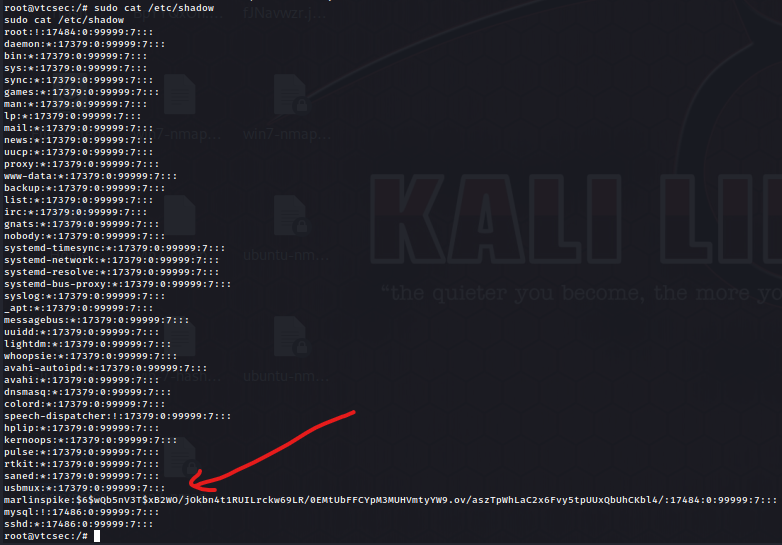 root@vtcsec:/# sudo cat /etc/shadow
sudo cat /etc/shadow
root:!:17484:0:99999:7:::
daemon:*:17379:0:99999:7:::
bin:*:17379:0:99999:7:::
sys:*:17379:0:99999:7:::
sync:*:17379:0:99999:7:::
games:*:17379:0:99999:7:::
man:*:17379:0:99999:7:::
lp:*:17379:0:99999:7:::
mail:*:17379:0:99999:7:::
news:*:17379:0:99999:7:::
uucp:*:17379:0:99999:7:::
proxy:*:17379:0:99999:7:::
www-data:*:17379:0:99999:7:::
backup:*:17379:0:99999:7:::
list:*:17379:0:99999:7:::
irc:*:17379:0:99999:7:::
gnats:*:17379:0:99999:7:::
nobody:*:17379:0:99999:7:::
systemd-timesync:*:17379:0:99999:7:::
systemd-network:*:17379:0:99999:7:::
systemd-resolve:*:17379:0:99999:7:::
systemd-bus-proxy:*:17379:0:99999:7:::
syslog:*:17379:0:99999:7:::
_apt:*:17379:0:99999:7:::
messagebus:*:17379:0:99999:7:::
uuidd:*:17379:0:99999:7:::
lightdm:*:17379:0:99999:7:::
whoopsie:*:17379:0:99999:7:::
avahi-autoipd:*:17379:0:99999:7:::
avahi:*:17379:0:99999:7:::
dnsmasq:*:17379:0:99999:7:::
colord:*:17379:0:99999:7:::
speech-dispatcher:!:17379:0:99999:7:::
hplip:*:17379:0:99999:7:::
kernoops:*:17379:0:99999:7:::
pulse:*:17379:0:99999:7:::
rtkit:*:17379:0:99999:7:::
saned:*:17379:0:99999:7:::
usbmux:*:17379:0:99999:7:::
marlinspike:$6$wQb5nV3T$xB2WO/jOkbn4t1RUILrckw69LR/0EMtUbFFCYpM3MUHVmtyYW9.ov/aszTpWhLaC2x6Fvy5tpUUxQbUhCKbl4/:17484:0:99999:7:::
mysql:!:17486:0:99999:7:::
sshd:*:17486:0:99999:7:::
root@vtcsec:/#
fJNavwzr.j
win7-nmap...
ubuntu-nm...
ubuntu-nm...
KALI LI
"the quieter you become, the more yo